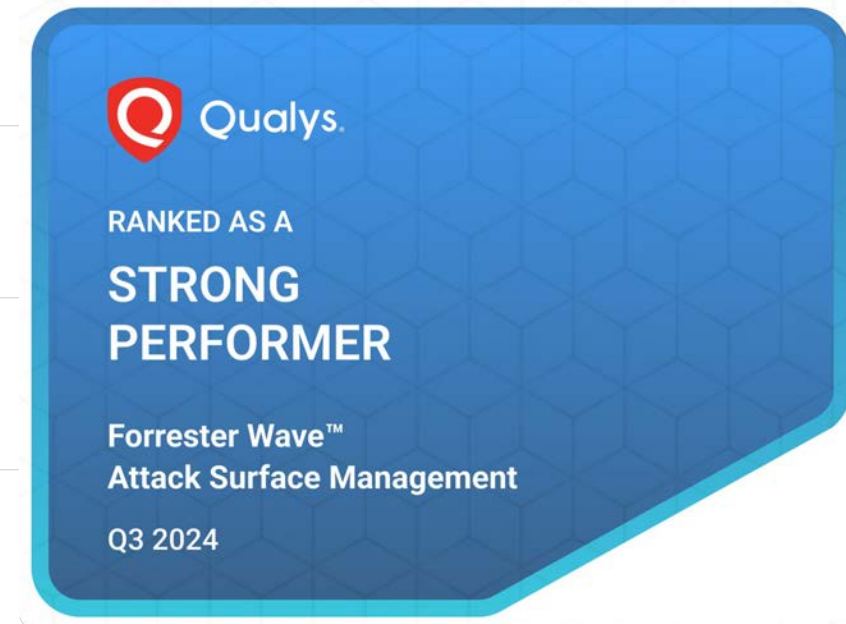 Qualys.
RANKED AS A
STRONG
PERFORMER
Forrester Wave™
Attack Surface Management
Q3 2024